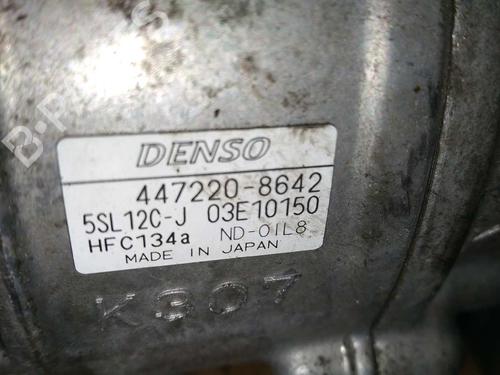 DENSO
447220-8642
5SL12C-J 03E10150
HFC134a ND-OIL8
MADE IN JAPAN
K307